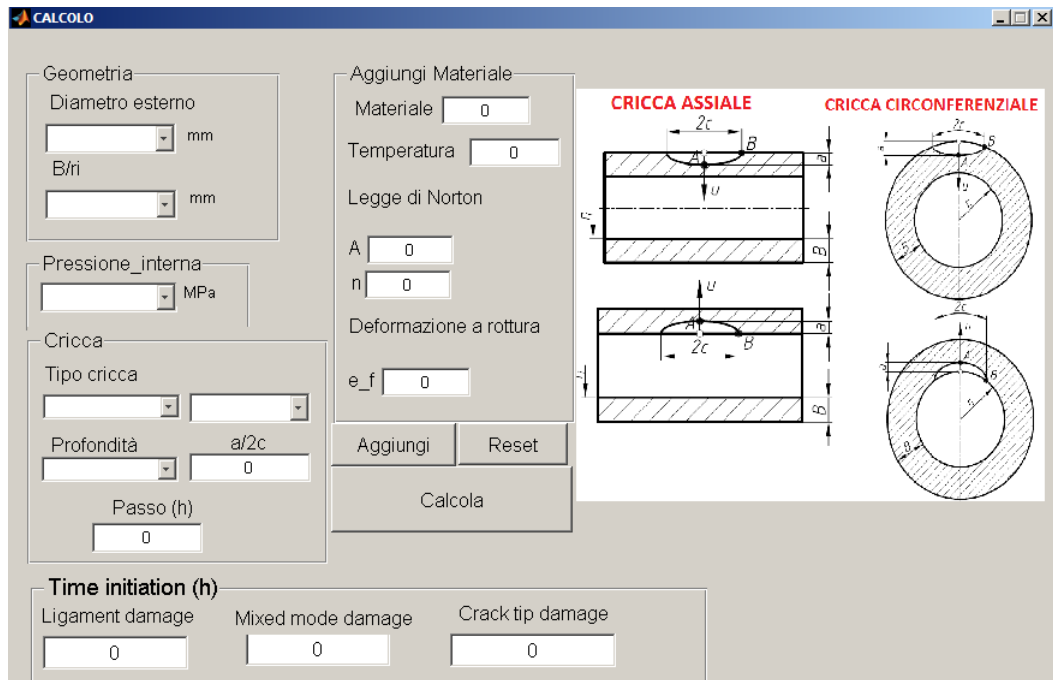 CALCOLO
Geometria
Diametro esterno
mm
B/ri
mm
Pressione_interna
MPa
Cricca
Tipo cricca
Profondità
a/2c
0
Passo (h)
0
Aggiungi Materiale
Materiale 0
Temperatura 0
Legge di Norton
A 0
n 0
Deformazione a rottura
e_f 0
Aggiungi Reset
Calcola
CRICCA ASSIALE
2c
A
B
a
u
B
u
A
B
a
2c
B
CRICCA CIRCONFERENZIALE
2c
2c
Time initiation (h)
Ligament damage
0
Mixed mode damage
0
Crack tip damage
0